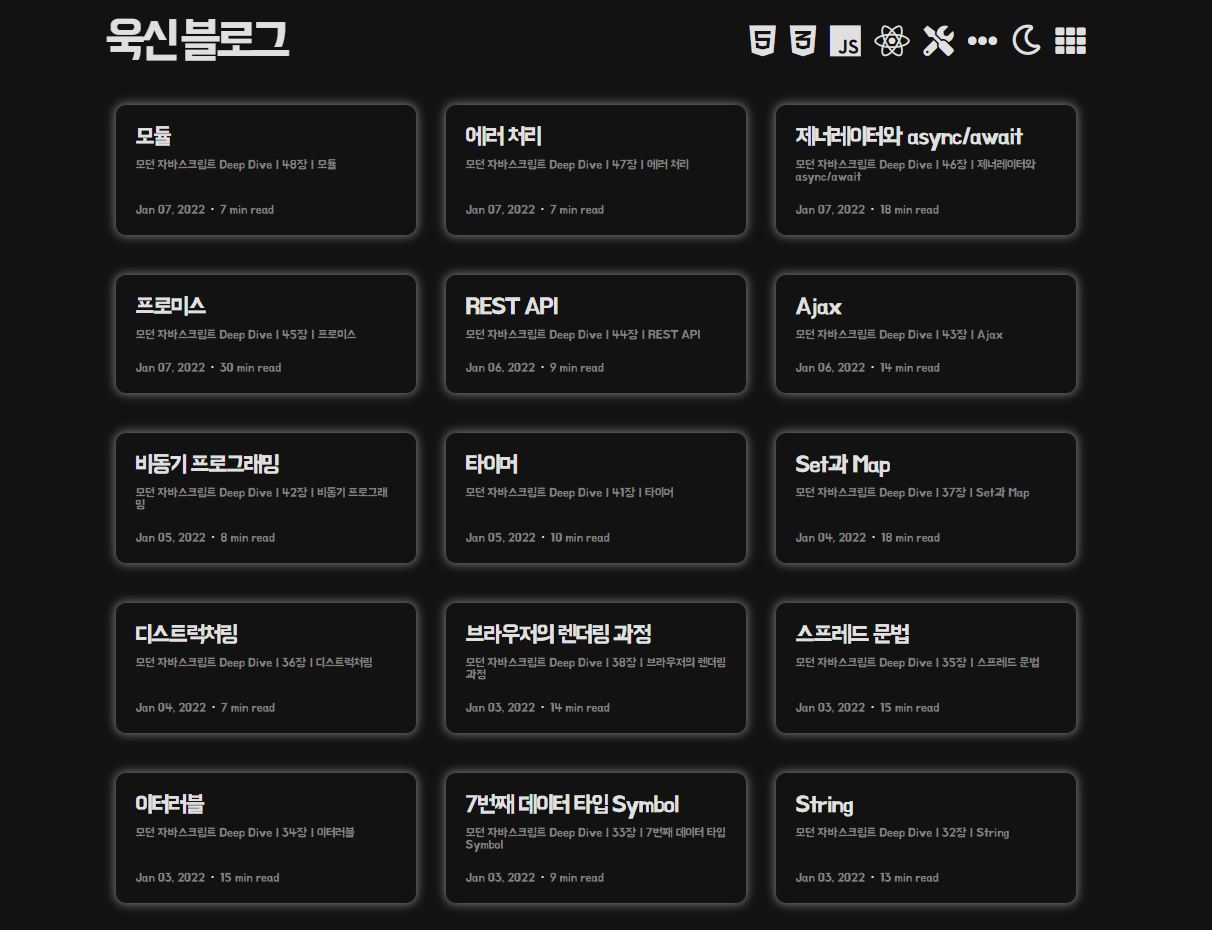 욱신블로그
JS
모듈
모던 자바스크립트 Deep Dive | 48장 | 모듈
Jan 07, 2022 · 7 min read
에러 처리
모던 자바스크립트 Deep Dive | 47장 | 에러 처리
Jan 07, 2022 · 7 min read
제너레이터와 async/await
모던 자바스크립트 Deep Dive | 46장 | 제너레이터와
async/await
Jan 07, 2022 · 18 min read
프로미스
모던 자바스크립트 Deep Dive | 45장 | 프로미스
Jan 07, 2022 · 30 min read
REST API
모던 자바스크립트 Deep Dive | 44장 | REST API
Jan 06, 2022 · 9 min read
Ajax
모던 자바스크립트 Deep Dive | 43장 | Ajax
Jan 06, 2022 · 14 min read
비동기 프로그래밍
모던 자바스크립트 Deep Dive | 42장 | 비동기 프로그래
밍
Jan 05, 2022 · 8 min read
타이머
모던 자바스크립트 Deep Dive | 41장 | 타이머
Jan 05, 2022 · 10 min read
Set과 Map
모던 자바스크립트 Deep Dive | 37장 | Set과 Map
Jan 04, 2022 · 18 min read
디스트럭처링
모던 자바스크립트 Deep Dive | 36장 | 디스트럭처링
Jan 04, 2022 · 7 min read
브라우저의 렌더링 과정
모던 자바스크립트 Deep Dive | 38장 | 브라우저의 렌더링
과정
Jan 03, 2022 · 14 min read
스프레드 문법
모던 자바스크립트 Deep Dive | 35장 | 스프레드 문법
Jan 03, 2022 · 15 min read
이터러블
모던 자바스크립트 Deep Dive | 34장 | 이터러블
Jan 03, 2022 · 15 min read
7번째 데이터 타입 Symbol
모던 자바스크립트 Deep Dive | 33장 | 7번째 데이터 타입
Symbol
Jan 03, 2022 · 9 min read
String
모던 자바스크립트 Deep Dive | 32장 | String
Jan 03, 2022 · 13 min read